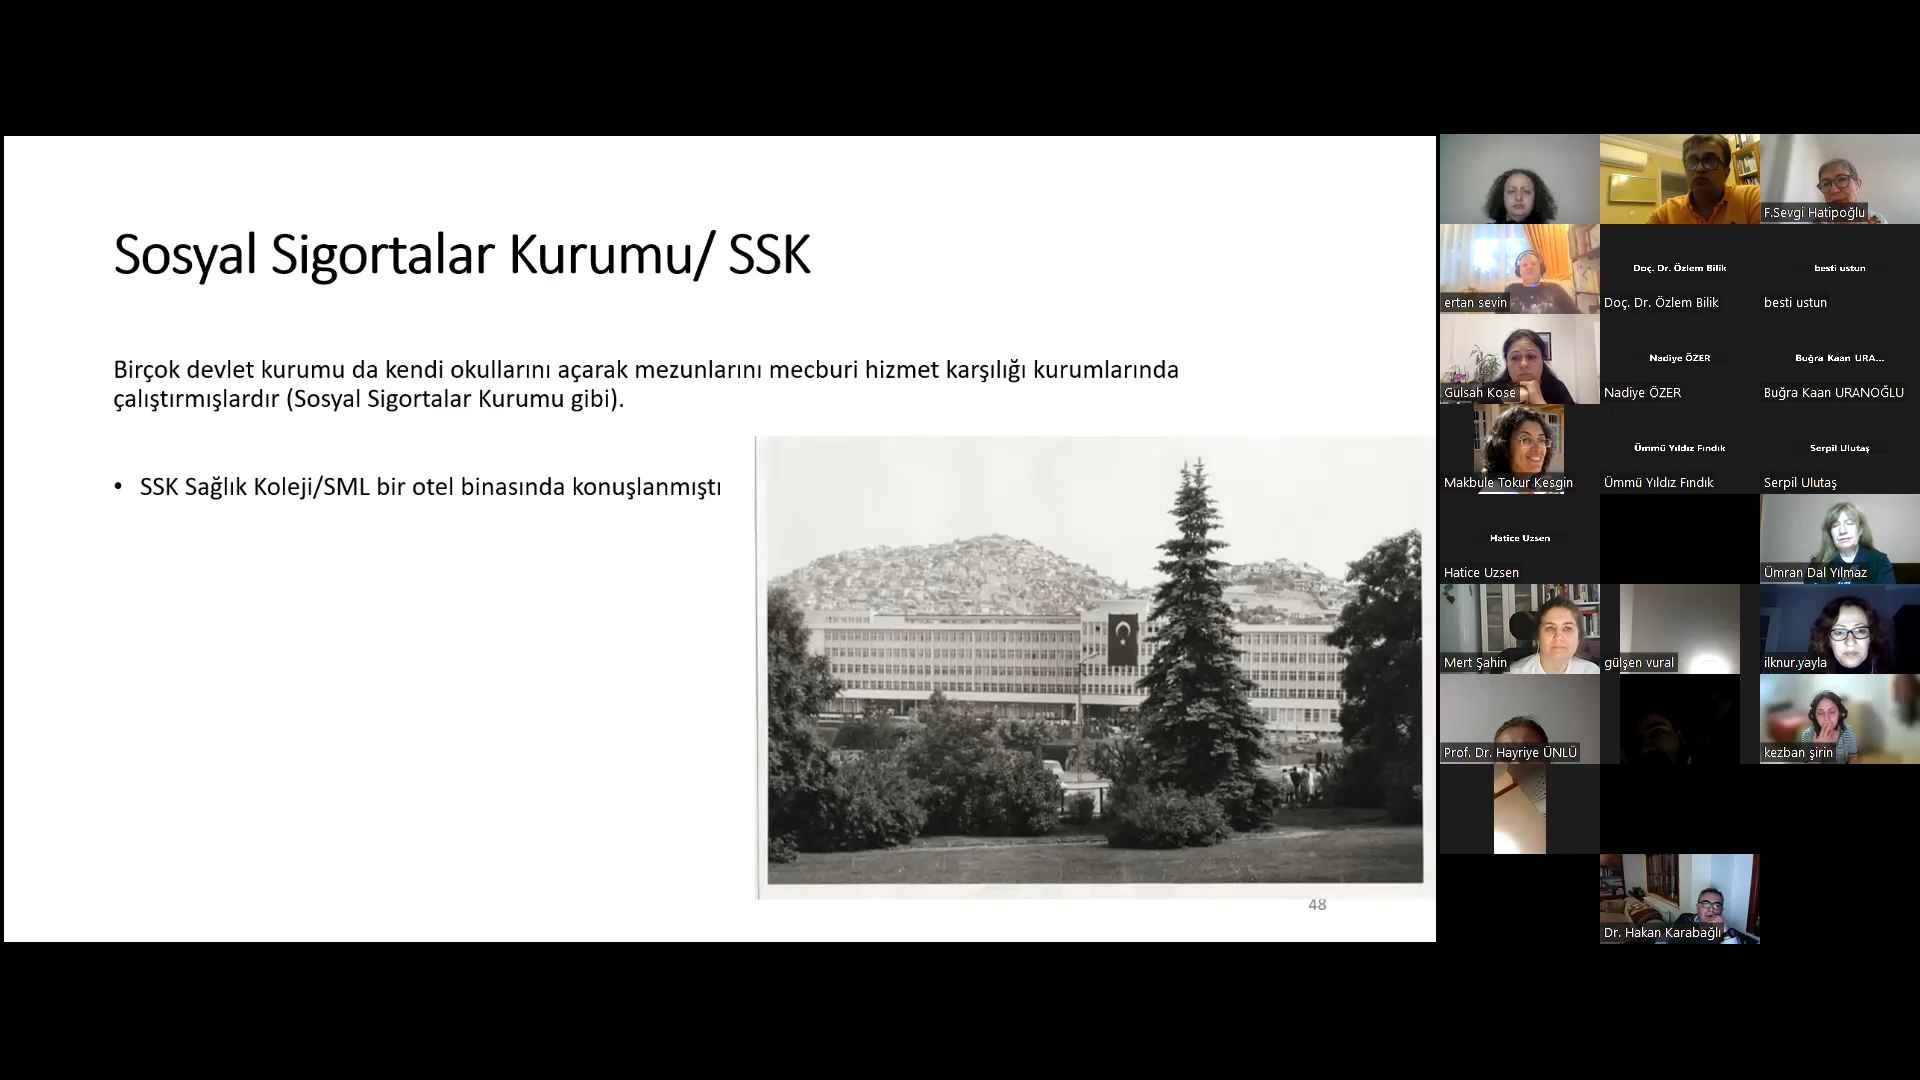 Sosyal Sigortalar Kurumu/ SSK
Birçok devlet kurumu da kendi okullarını açarak mezunlarını mecburi hizmet karşılığı kurumlarında
çalıştırmışlardır (Sosyal Sigortalar Kurumu gibi).
• SSK Sağlık Koleji/SML bir otel binasında konuşlanmıştı
48
F.Sevgi Hatipoğlu
ertan sevin
Doç. Dr. Özlem Bilik
Doç. Dr. Özlem Bilik
besti ustun
besti ustun
Gulsah Kose
Nadiye ÖZER
Nadiye ÖZER
Buğra Kaan URA...
Buğra Kaan URANOĞLU
Makbule Tokur Kesgin
Ümmü Yıldız Fındık
Ümmü Yıldız Fındık
Serpil Ulutaş
Serpil Ulutaş
Hatice Uzsen
Hatice Uzsen
Ümran Dal Yılmaz
Mert Şahin
gülşen vural
ilknur.yayla
Prof. Dr. Hayriye ÜNLÜ
kezban şirin
Dr. Hakan Karabağlı